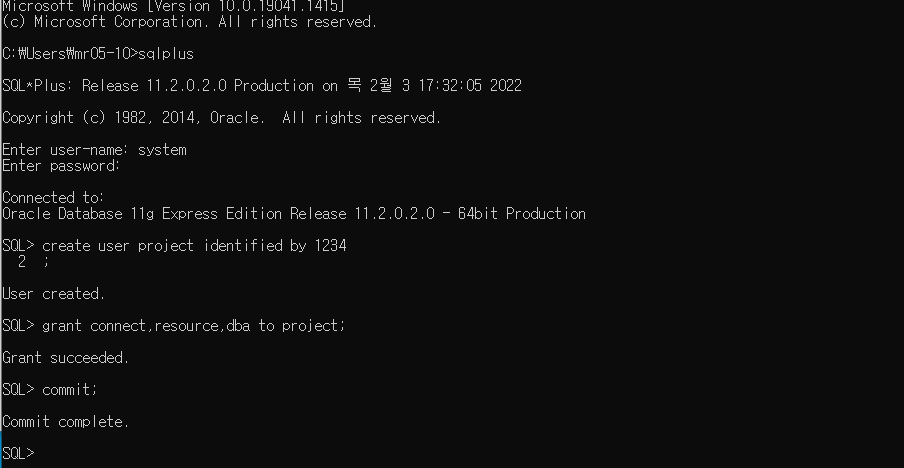 Microsoft Windows [Version 10.0.19041.1415]
(c) Microsoft Corporation. All rights reserved.
C:₩Users₩mr05-10>sqlplus
SQL*Plus: Release 11.2.0.2.0 Production on 목 2월 3 17:32:05 2022
Copyright (c) 1982, 2014, Oracle.  All rights reserved.
Enter user-name: system
Enter password:
Connected to:
Oracle Database 11g Express Edition Release 11.2.0.2.0 - 64bit Production
SQL> create user project identified by 1234
  2  ;
User created.
SQL> grant connect,resource,dba to project;
Grant succeeded.
SQL> commit;
Commit complete.
SQL>